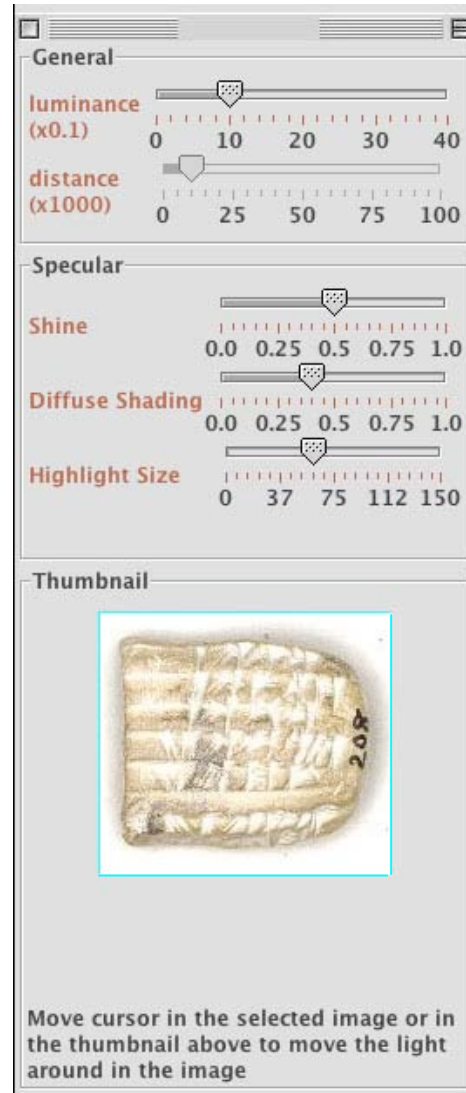 General
luminance
(x0.1)
0 10 20 30 40
distance
(x1000)
0 25 50 75 100
Specular
Shine
0.0 0.25 0.5 0.75 1.0
Diffuse Shading
0.0 0.25 0.5 0.75 1.0
Highlight Size
0 37 75 112 150
Thumbnail
208
Move cursor in the selected image or in
the thumbnail above to move the light
around in the image